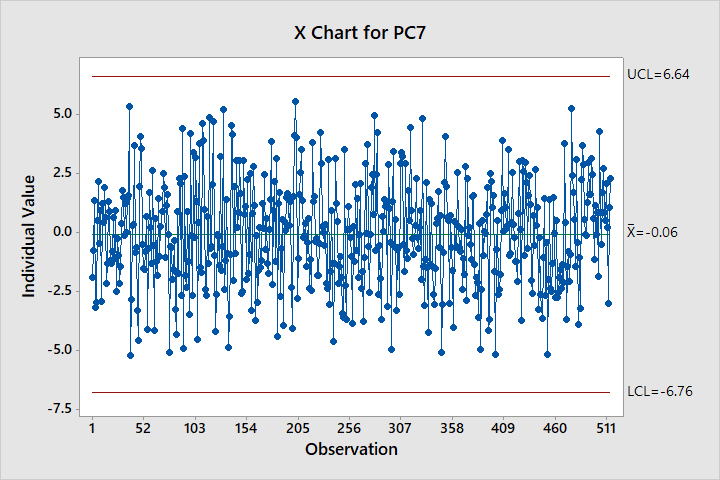 X Chart for PC7
UCL=6.64
5.0
2.5
0.0
X̄=-0.06
-2.5
-5.0
LCL=-6.76
-7.5
Individual Value
1 52 103 154 205 256 307 358 409 460 511
Observation